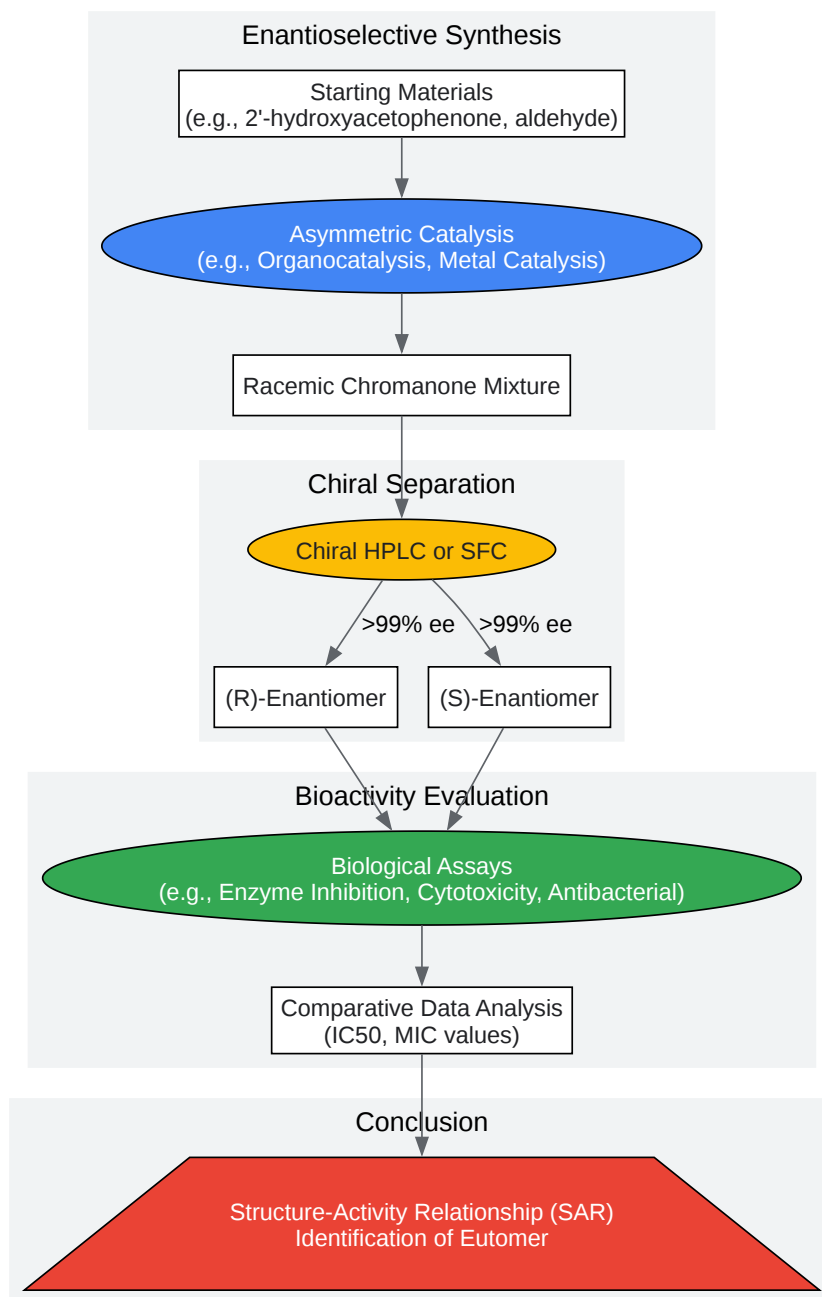 Enantioselective Synthesis
Starting Materials
(e.g., 2'-hydroxyacetophenone, aldehyde)
Asymmetric Catalysis
(e.g., Organocatalysis, Metal Catalysis)
Racemic Chromanone Mixture
Chiral Separation
Chiral HPLC or SFC
>99% ee
>99% ee
(R)-Enantiomer
(S)-Enantiomer
Bioactivity Evaluation
Biological Assays
(e.g., Enzyme Inhibition, Cytotoxicity, Antibacterial)
Comparative Data Analysis
(IC50, MIC values)
Conclusion
Structure-Activity Relationship (SAR)
Identification of Eutomer